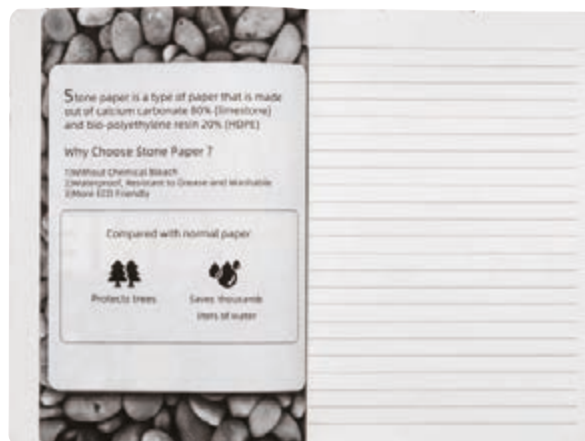 Stone paper is a type of paper that is made
out of calcium carbonate 80% (limestone)
and bio-polyethylene resin 20% (HDPE)
Why Choose Stone Paper ?
1)Without Chemical Bleach
2)Waterproof, Resistant to Grease and Washable
3)More ECO Friendly
Compared with normal paper
Protects trees
Saves thousands
liters of water